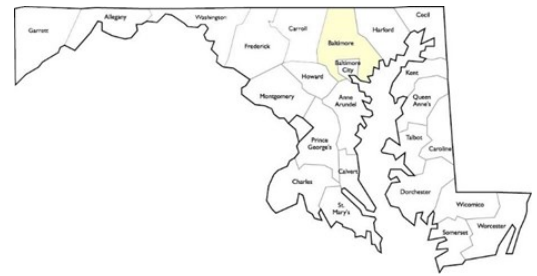 Garrett
Allegany
Washington
Frederick
Carroll
Baltimore
Harford
Cecil
Baltimore
City
Howard
Montgomery
Anne
Arundel
Kent
Queen
Anne's
Prince
George's
Talbot
Caroline
Charles
Calvert
St.
Mary's
Dorchester
Wicomico
Somerset
Worcester